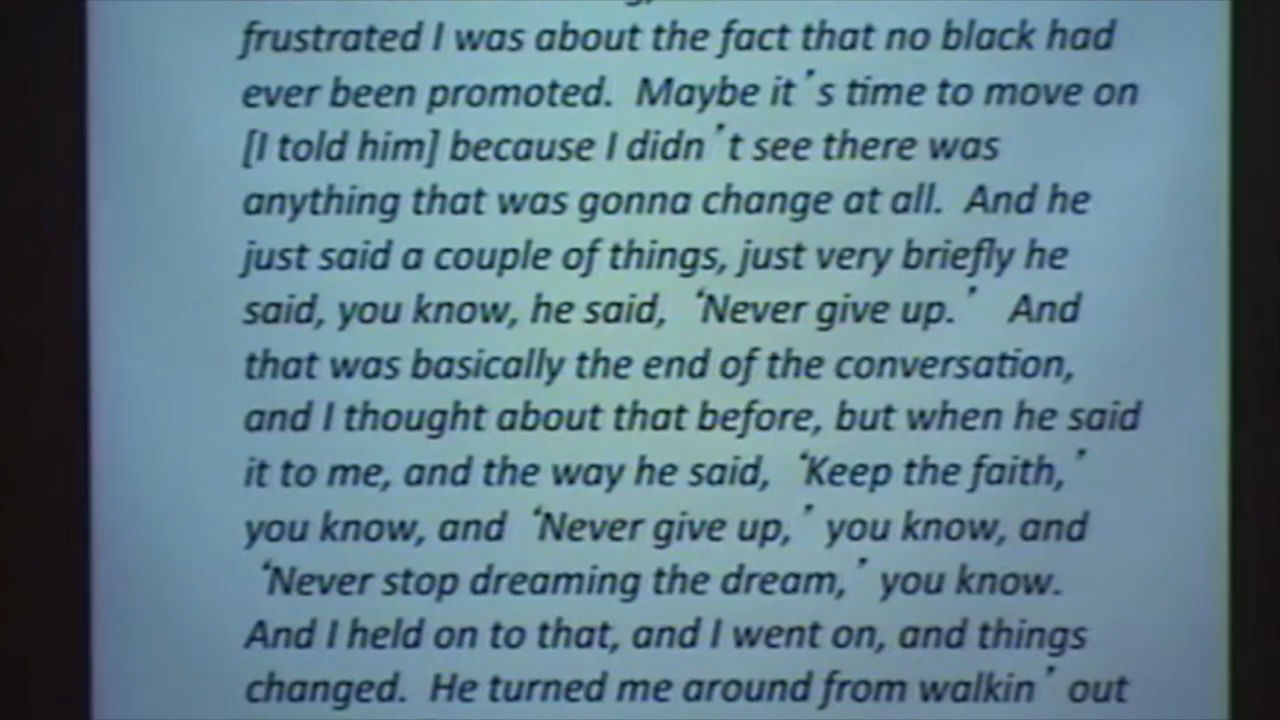 frustrated I was about the fact that no black had
ever been promoted. Maybe it's time to move on
[I told him] because I didn't see there was
anything that was gonna change at all. And he
just said a couple of things, just very briefly he
said, you know, he said, 'Never give up.' And
that was basically the end of the conversation,
and I thought about that before, but when he said
it to me, and the way he said, 'Keep the faith,'
you know, and 'Never give up,' you know, and
'Never stop dreaming the dream,' you know.
And I held on to that, and I went on, and things
changed. He turned me around from walkin' out